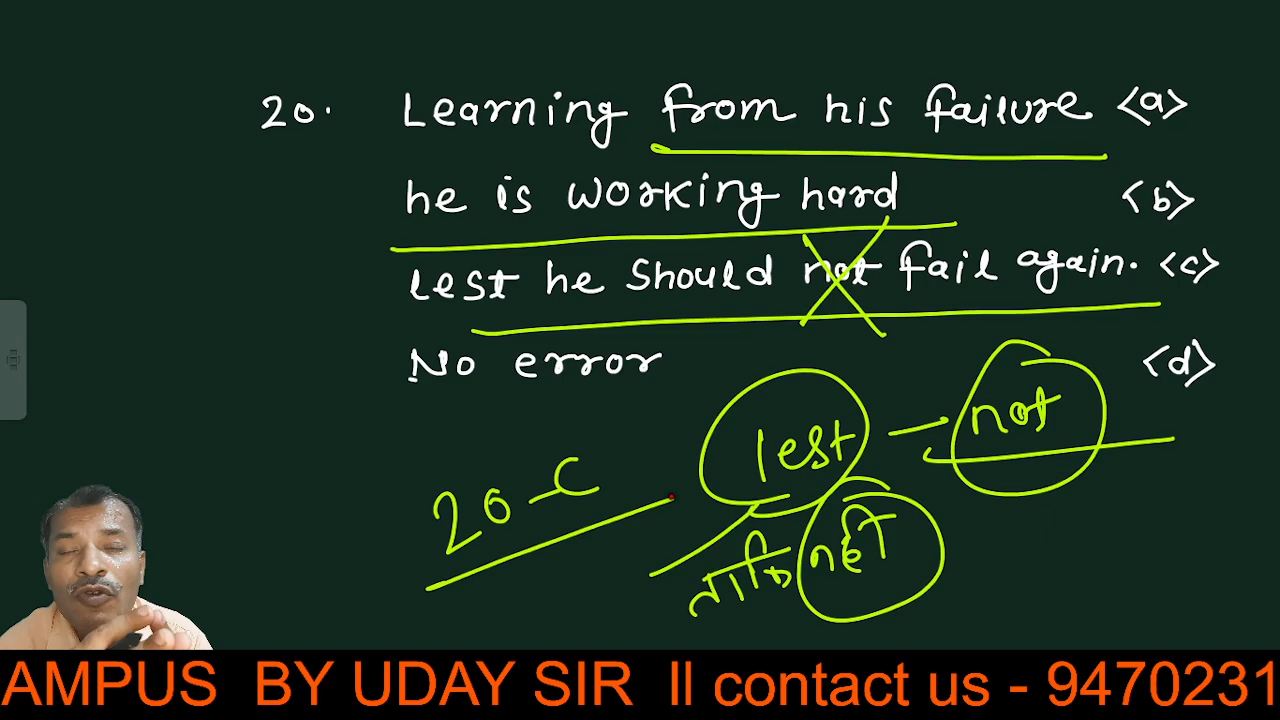 20. Learning from his failure <a>
he is working hard <b>
lest he should not fail again. <c>
No error <d>
lest — not
20-C
ताकि नहीं
AMPUS BY UDAY SIR ll contact us - 9470231